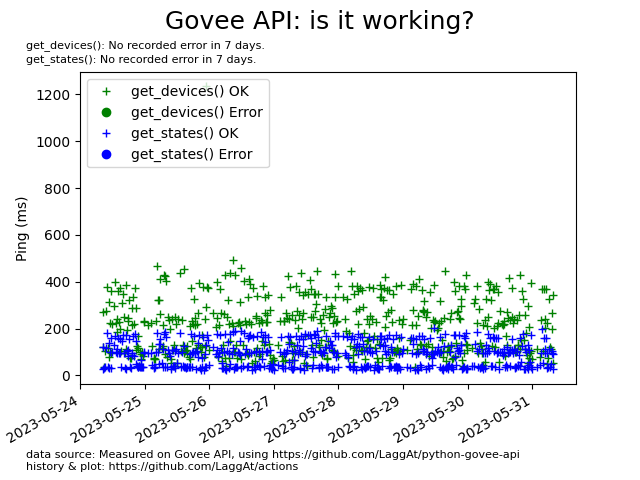 Govee API: is it working?
get_devices(): No recorded error in 7 days.
get_states(): No recorded error in 7 days.
get_devices() OK
get_devices() Error
get_states() OK
get_states() Error
Ping (ms)
1200
1000
800
600
400
200
0
2023-05-24
2023-05-25
2023-05-26
2023-05-27
2023-05-28
2023-05-29
2023-05-30
2023-05-31
data source: Measured on Govee API, using https://github.com/LaggAt/python-govee-api
history & plot: https://github.com/LaggAt/actions